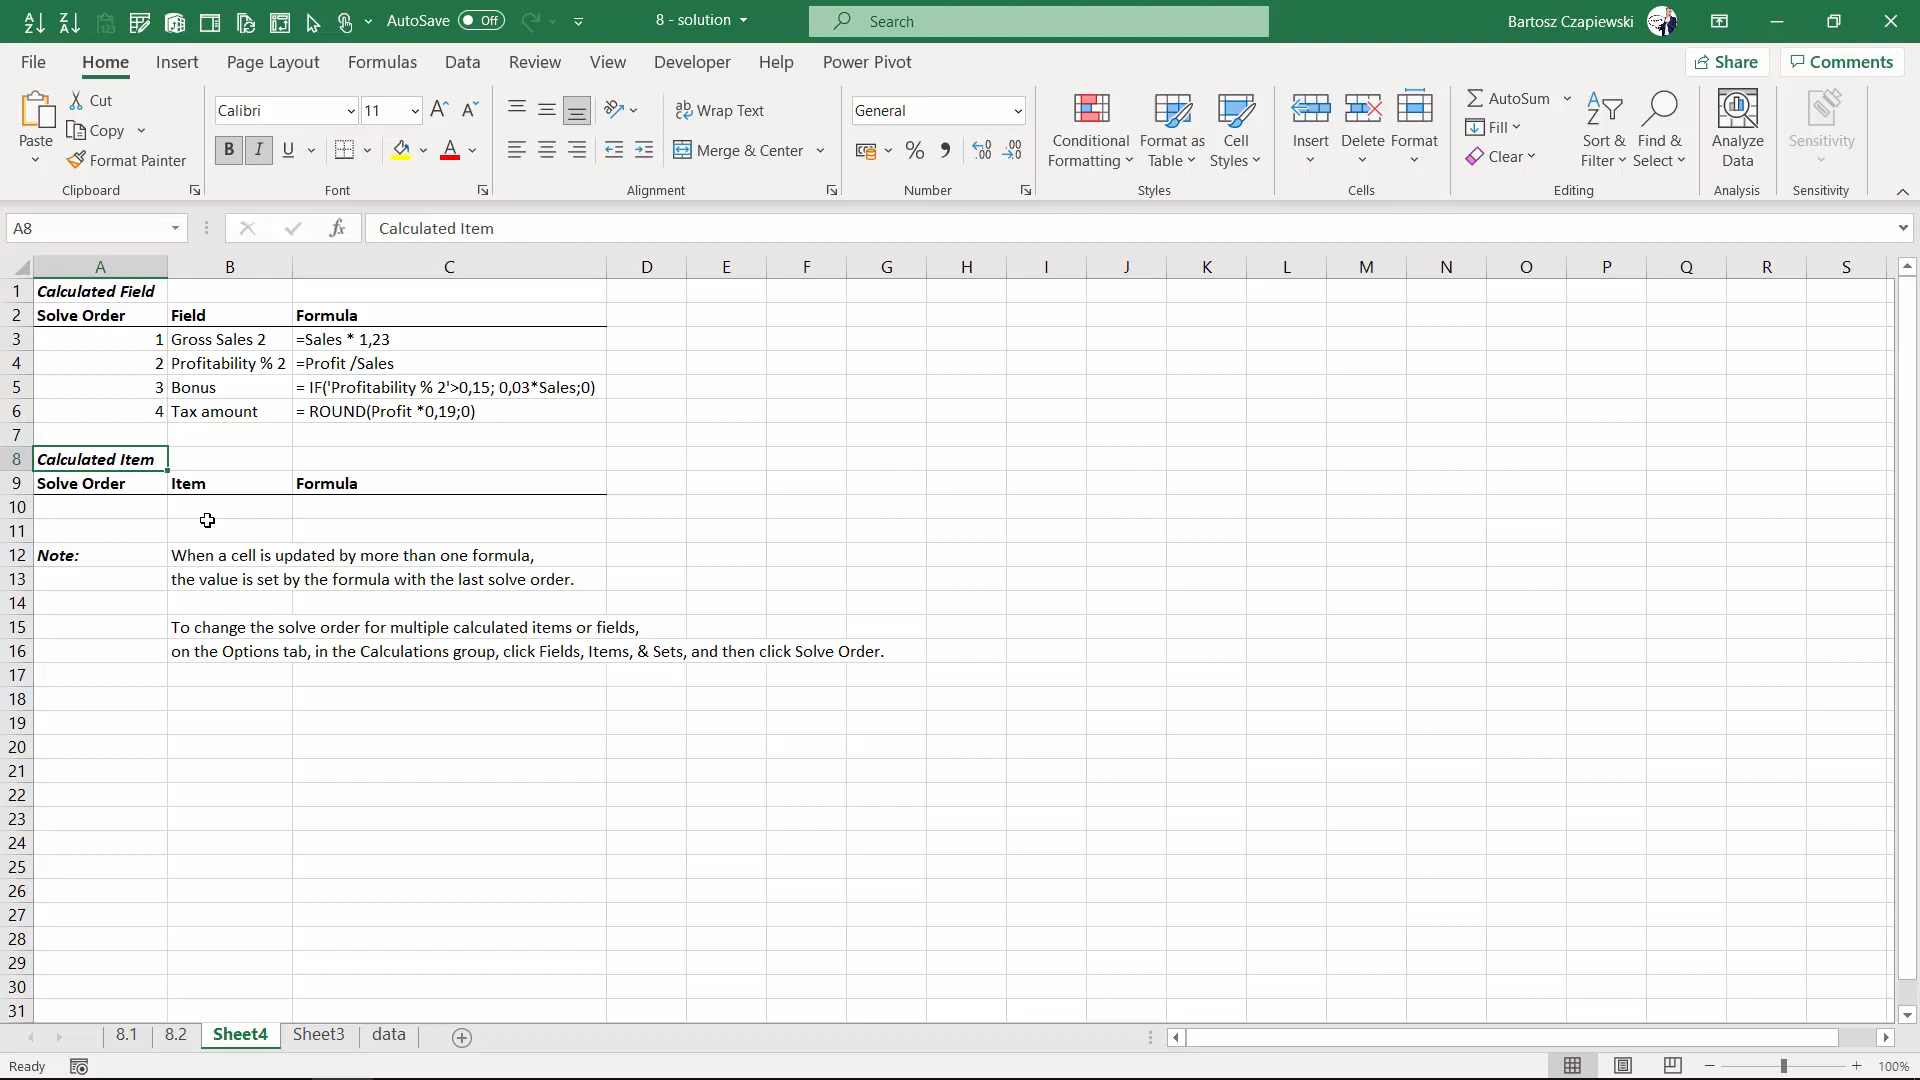 AutoSave Off
8 - solution
Search
Bartosz Czapiewski
File Home Insert Page Layout Formulas Data Review View Developer Help Power Pivot
Share Comments
Paste
Cut
Copy
Format Painter
Clipboard
Calibri 11
B I U
Font
Wrap Text
Merge & Center
Alignment
General
Number
Conditional Formatting
Format as Table
Cell Styles
Styles
Insert Delete Format
Cells
AutoSum
Fill
Clear
Sort & Filter
Find & Select
Editing
Analyze Data
Analysis
Sensitivity
Sensitivity
A8 fx Calculated Item
A B C D E F G H I J K L M N O P Q R S
1 Calculated Field
2 Solve Order Field Formula
3 1 Gross Sales 2 =Sales * 1,23
4 2 Profitability % 2 =Profit /Sales
5 3 Bonus = IF('Profitability % 2'>0,15; 0,03*Sales;0)
6 4 Tax amount = ROUND(Profit *0,19;0)
7
8 Calculated Item
9 Solve Order Item Formula
10
11
12 Note: When a cell is updated by more than one formula,
13 the value is set by the formula with the last solve order.
14
15 To change the solve order for multiple calculated items or fields,
16 on the Options tab, in the Calculations group, click Fields, Items, & Sets, and then click Solve Order.
17
18
19
20
21
22
23
24
25
26
27
28
29
30
31
8.1 8.2 Sheet4 Sheet3 data
Ready
100%